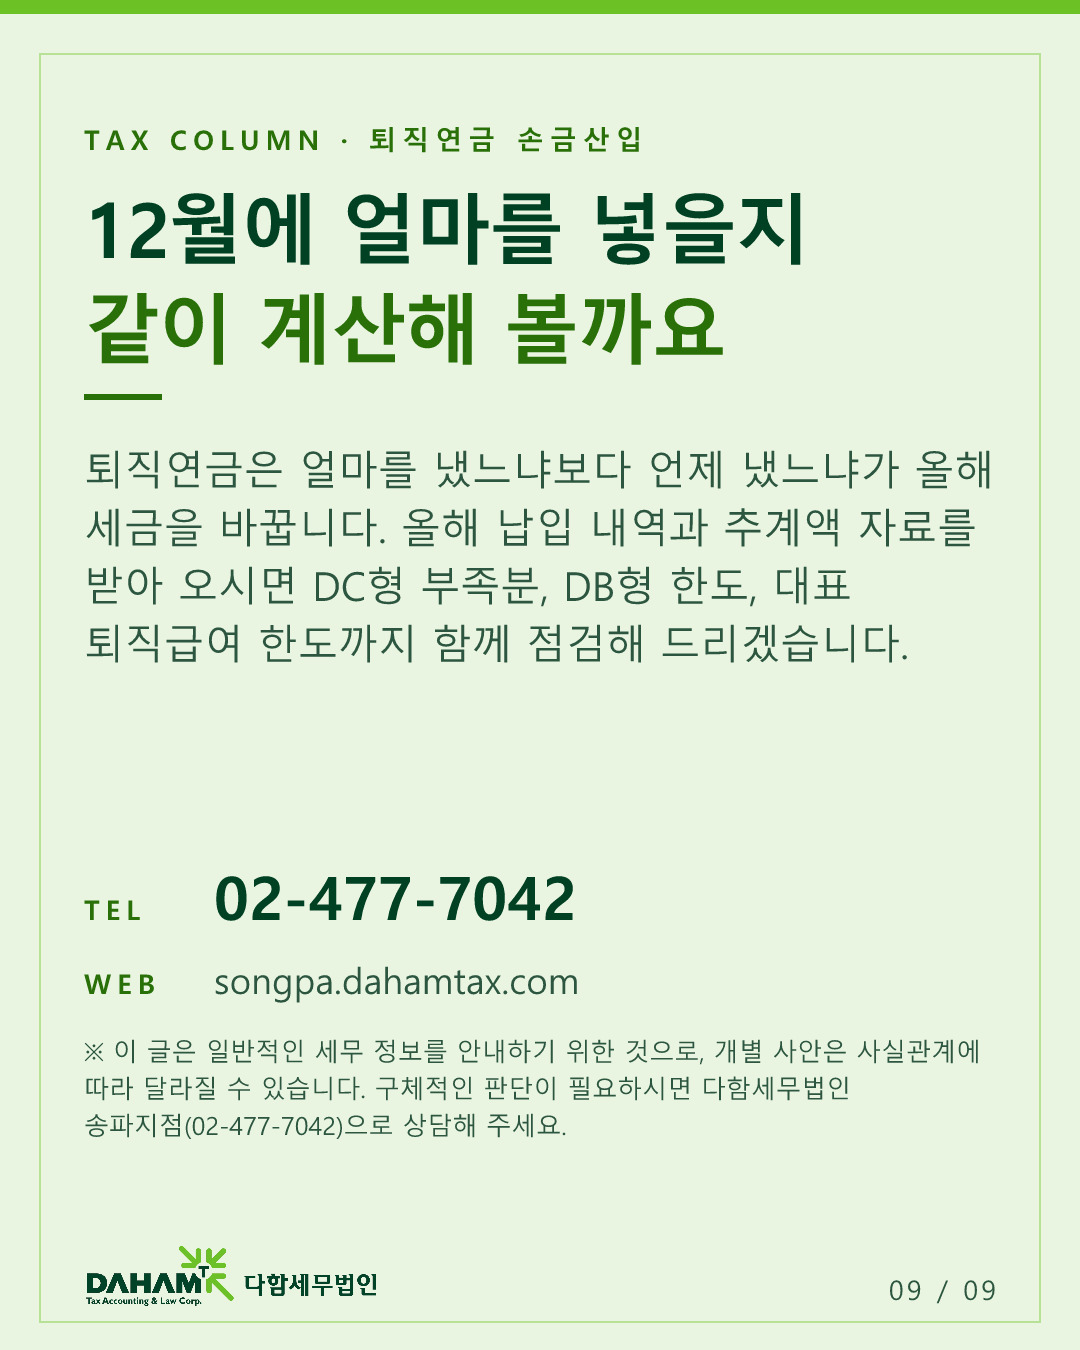 TAX COLUMN · 퇴직연금 손금산입
12월에 얼마를 넣을지
같이 계산해 볼까요
퇴직연금은 얼마를 냈느냐보다 언제 냈느냐가 올해
세금을 바꿉니다. 올해 납입 내역과 추계액 자료를
받아 오시면 DC형 부족분, DB형 한도, 대표
퇴직급여 한도까지 함께 점검해 드리겠습니다.
TEL 02-477-7042
WEB songpa.dahamtax.com
※ 이 글은 일반적인 세무 정보를 안내하기 위한 것으로, 개별 사안은 사실관계에
따라 달라질 수 있습니다. 구체적인 판단이 필요하시면 다함세무법인
송파지점(02-477-7042)으로 상담해 주세요.
DAHAM T 다함세무법인
Tax Accounting & Law Corp.
09 / 09